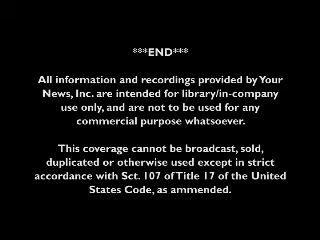 ***END***
All information and recordings provided by Your
News, Inc. are intended for library/in-company
use only, and are not to be used for any
commercial purpose whatsoever.
This coverage cannot be broadcast, sold,
duplicated or otherwise used except in strict
accordance with Sct. 107 of Title 17 of the United
States Code, as ammended.